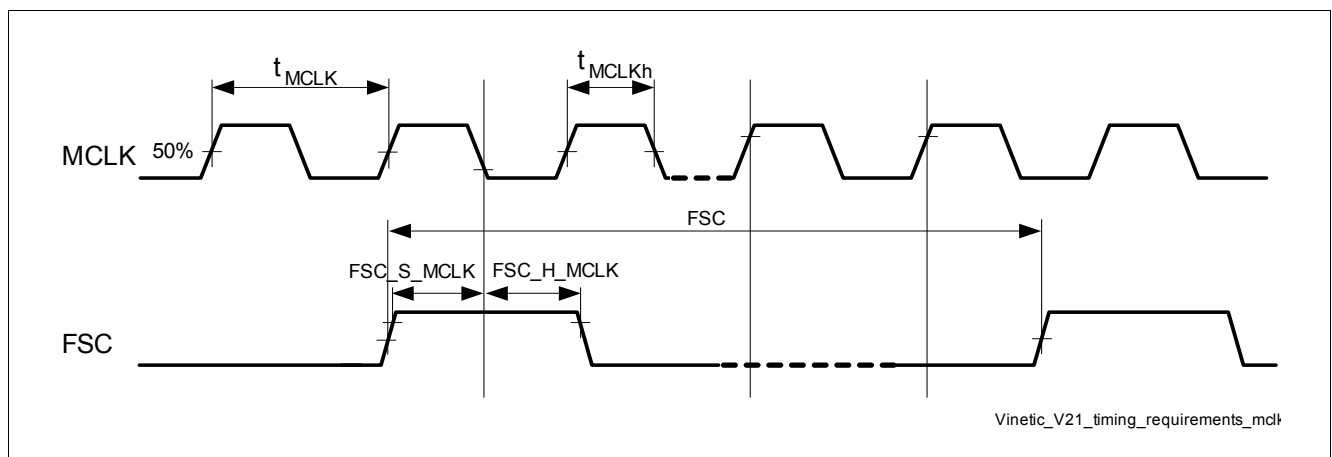 t MCLK
t MCLKh
MCLK 50%
FSC
FSC_S_MCLK FSC_H_MCLK
FSC
Vinetic_V21_timing_requirements_mclk